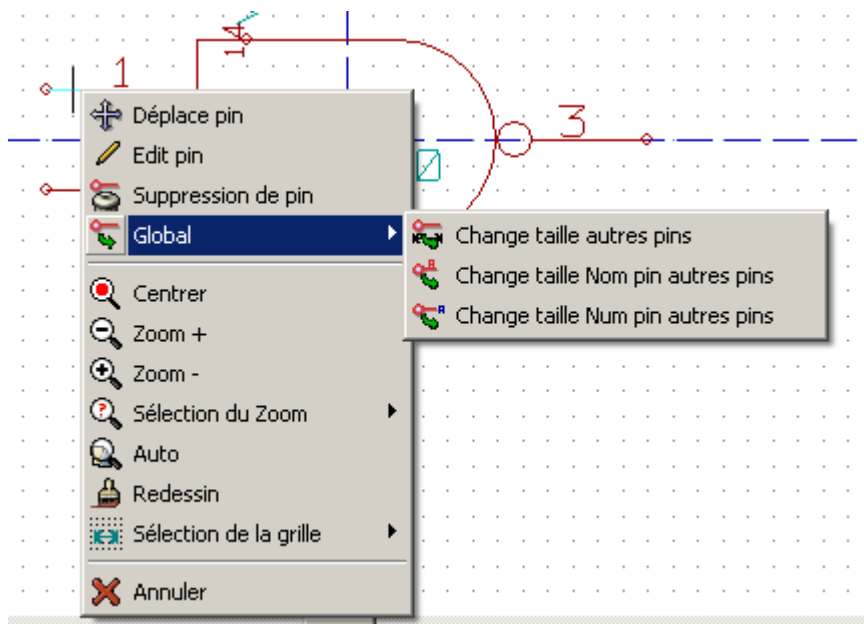 14
1
3
0
Déplace pin
Edit pin
Suppression de pin
Global
Change taille autres pins
Change taille Nom pin autres pins
Change taille Num pin autres pins
Centrer
Zoom +
Zoom -
Sélection du Zoom
Auto
Redessin
Sélection de la grille
Annuler